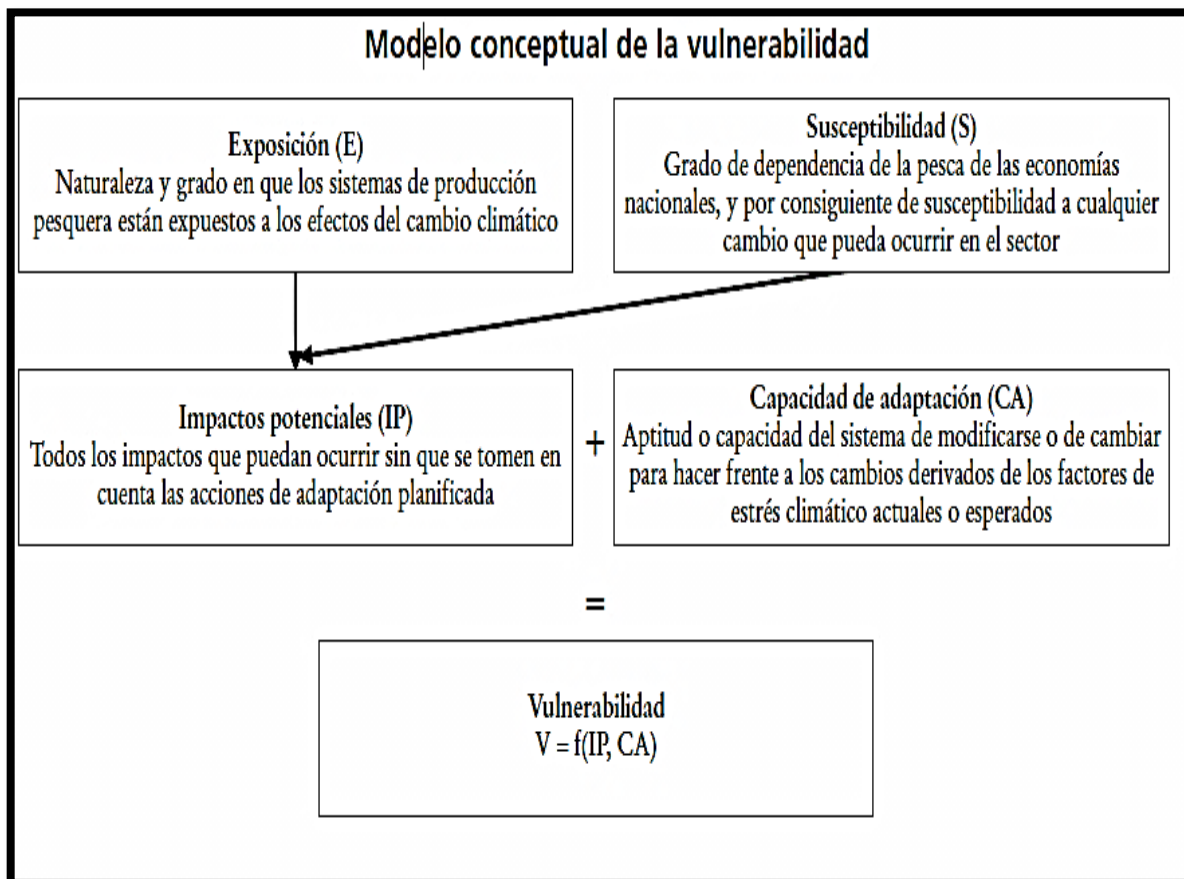 Modelo conceptual de la vulnerabilidad
Exposición (E)
Naturaleza y grado en que los sistemas de producción
pesquera están expuestos a los efectos del cambio climático
Susceptibilidad (S)
Grado de dependencia de la pesca de las economías
nacionales, y por consiguiente de susceptibilidad a cualquier
cambio que pueda ocurrir en el sector
Impactos potenciales (IP)
Todos los impactos que puedan ocurrir sin que se tomen en
cuenta las acciones de adaptación planificada
+
Capacidad de adaptación (CA)
Aptitud o capacidad del sistema de modificarse o de cambiar
para hacer frente a los cambios derivados de los factores de
estrés climático actuales o esperados
=
Vulnerabilidad
V = f(IP, CA)